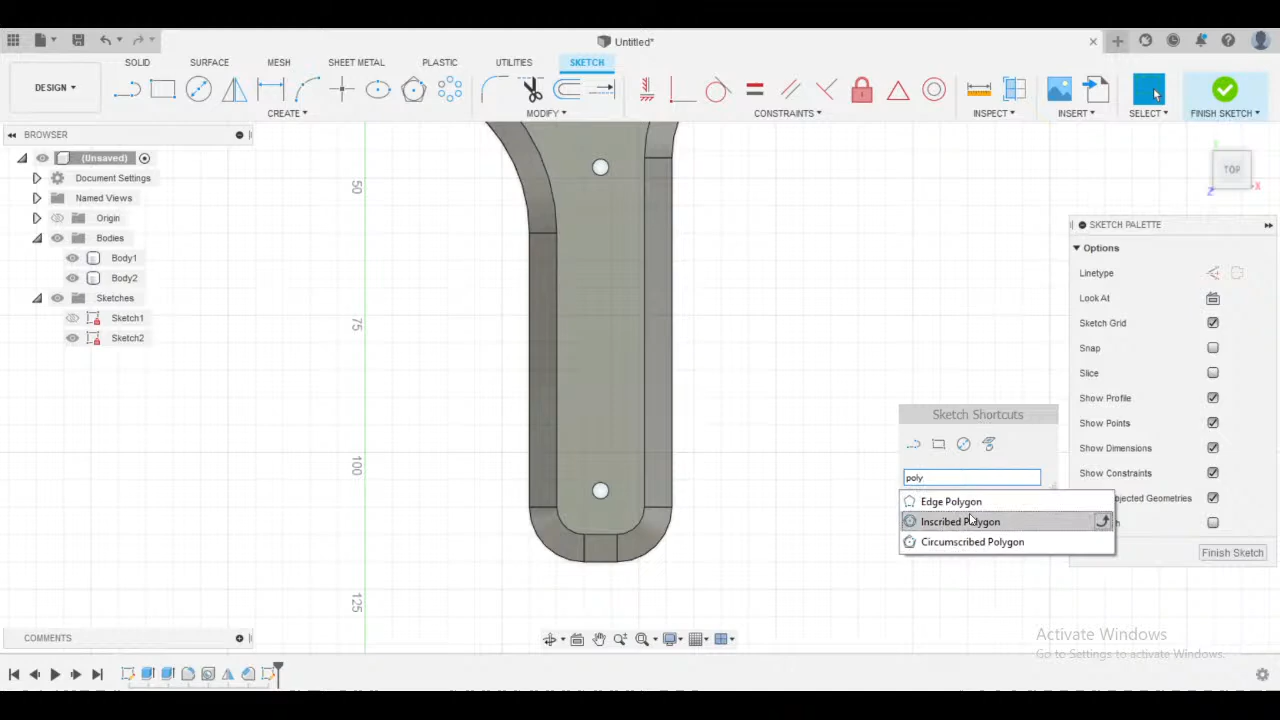 Untitled*
SOLID SURFACE MESH SHEET METAL PLASTIC UTILITIES SKETCH
DESIGN
CREATE MODIFY CONSTRAINTS INSPECT INSERT SELECT FINISH SKETCH
BROWSER
(Unsaved)
Document Settings
Named Views
Origin
Bodies
Body1
Body2
Sketches
Sketch1
Sketch2
50
75
100
125
TOP
X
Z
SKETCH PALETTE
Options
Linetype
Look At
Sketch Grid
Snap
Slice
Show Profile
Show Points
Show Dimensions
Show Constraints
ojected Geometries
Finish Sketch
Sketch Shortcuts
poly
Edge Polygon
Inscribed Polygon
Circumscribed Polygon
Activate Windows
Go to Settings to activate Windows.
COMMENTS